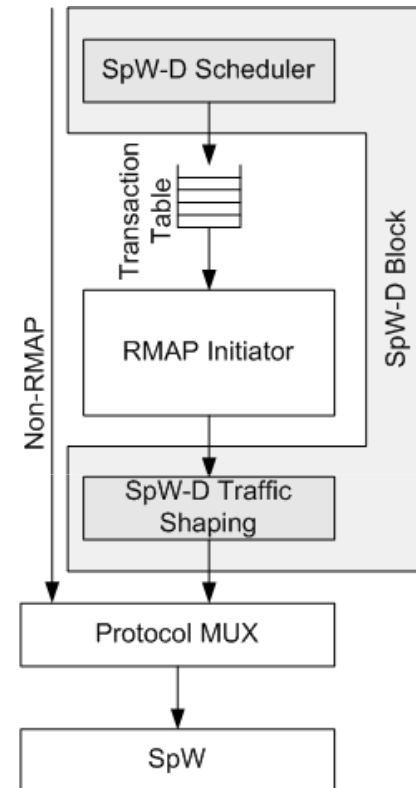 SpW-D Scheduler
Transaction
Table
SpW-D Block
RMAP Initiator
Non-RMAP
SpW-D Traffic
Shaping
Protocol MUX
SpW